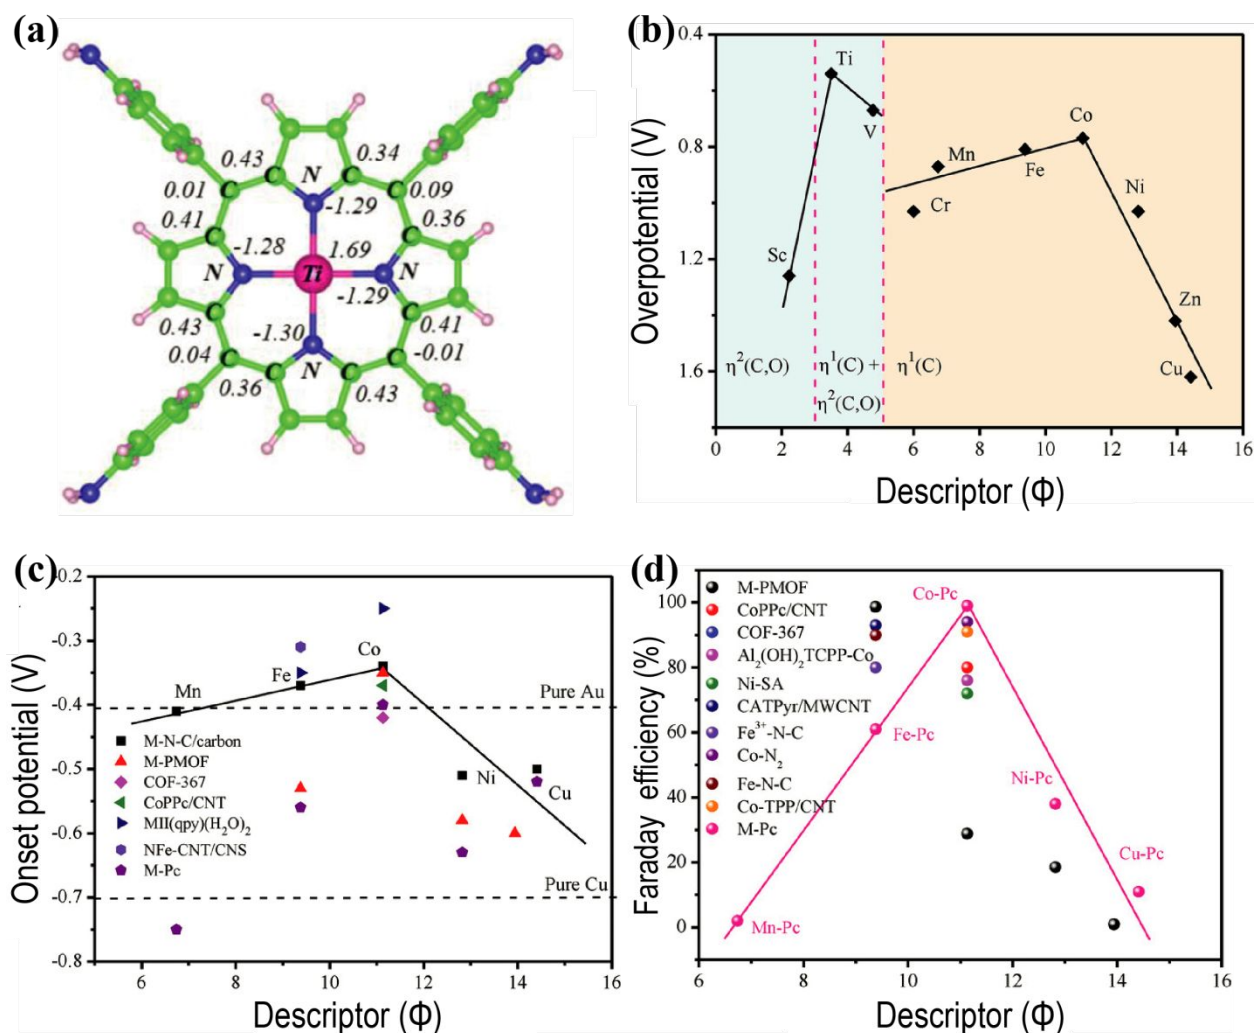 (a)
0.43
0.34
C
N
C
0.01
C
C
0.09
0.41
-1.29
0.36
C
C
-1.28
1.69
N
Ti
N
-1.29
C
C
0.43
-1.30
0.41
0.04
C
N
C
-0.01
0.36
C
C
0.43
(b)
Overpotential (V)
0.4
0.8
1.2
1.6
Ti
V
Co
Mn
Fe
Cr
Ni
Sc
Zn
Cu
η²(C,O)
η¹(C) +
η²(C,O)
η¹(C)
0 2 4 6 8 10 12 14 16
Descriptor (Φ)
(c)
Onset potential (V)
-0.2
-0.3
-0.4
-0.5
-0.6
-0.7
-0.8
Mn
Fe
Co
Pure Au
Ni
Cu
Pure Cu
M-N-C/carbon
M-PMOF
COF-367
CoPPc/CNT
MII(qpy)(H₂O)₂
NFe-CNT/CNS
M-Pc
6 8 10 12 14 16
Descriptor (Φ)
(d)
Faraday efficiency (%)
100
80
60
40
20
0
M-PMOF
CoPPc/CNT
COF-367
Al₂(OH)₂TCPP-Co
Ni-SA
CATPyr/MWCNT
Fe³⁺-N-C
Co-N₂
Fe-N-C
Co-TPP/CNT
M-Pc
Co-Pc
Fe-Pc
Ni-Pc
Cu-Pc
Mn-Pc
6 8 10 12 14 16
Descriptor (Φ)